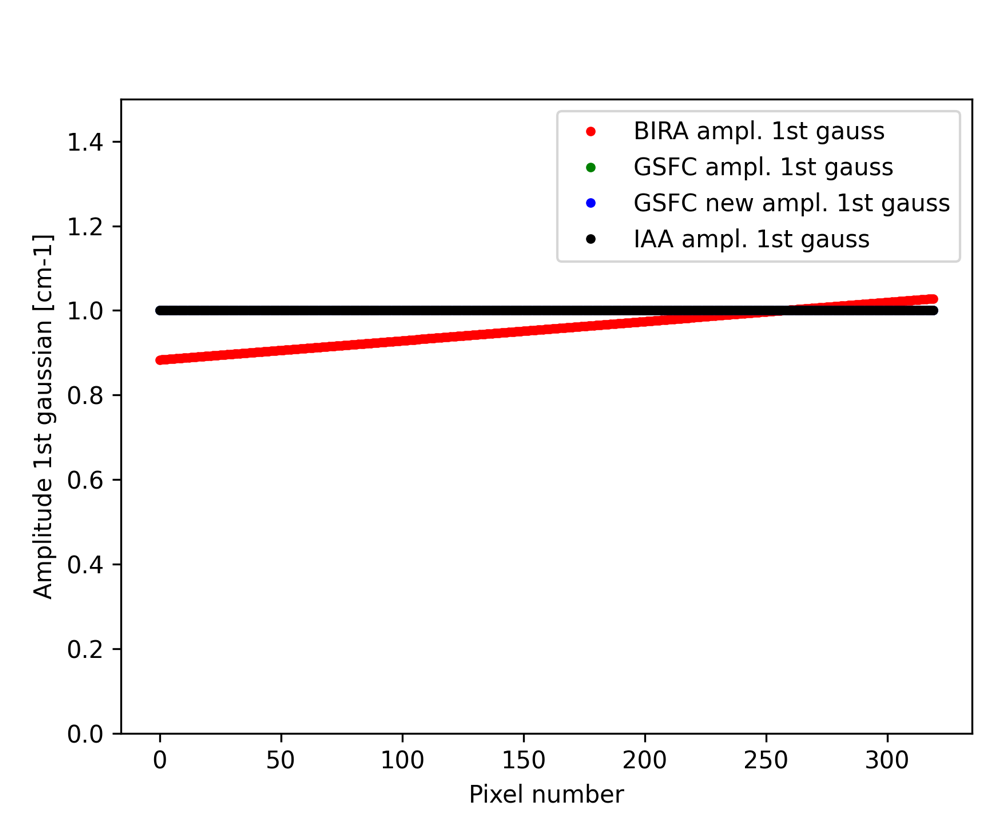 BIRA ampl. 1st gauss
GSFC ampl. 1st gauss
GSFC new ampl. 1st gauss
IAA ampl. 1st gauss
Amplitude 1st gaussian [cm-1]
1.4
1.2
1.0
0.8
0.6
0.4
0.2
0.0
0 50 100 150 200 250 300
Pixel number